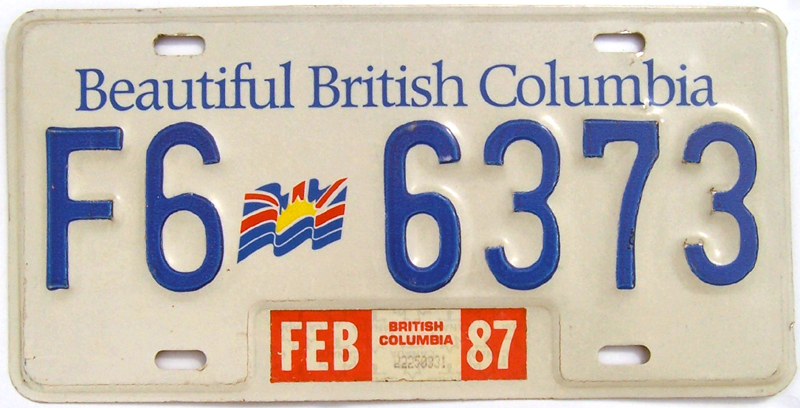 Beautiful British Columbia
F6 6373
FEB BRITISH COLUMBIA 87